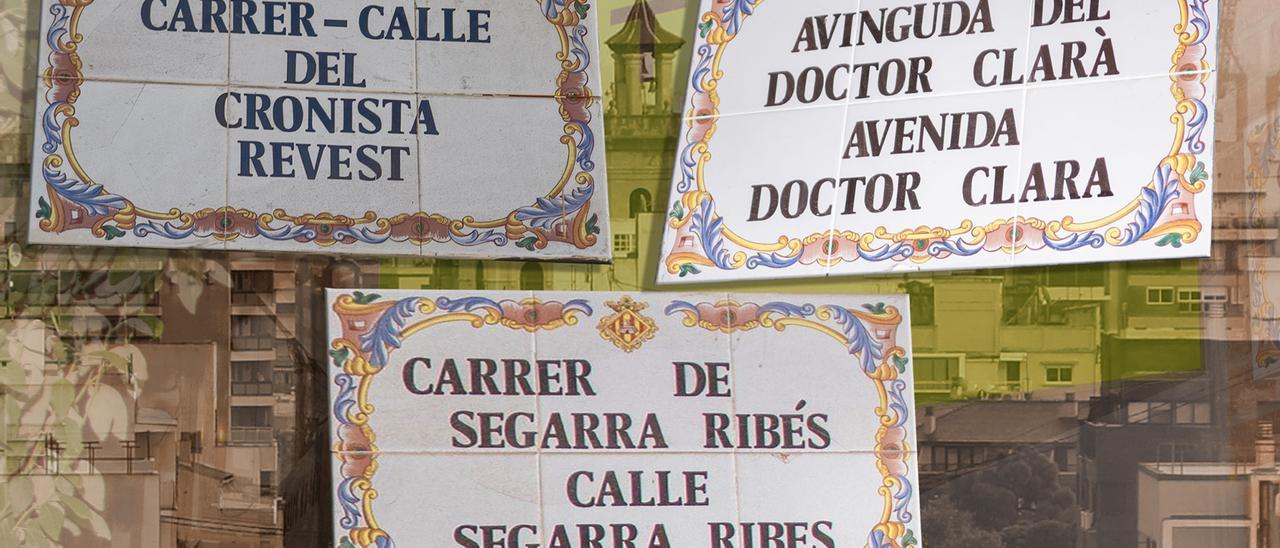 CARRER-CALLE
DEL
CRONISTA
REVEST
AVINGUDA DEL
DOCTOR CLARÀ
AVENIDA
DOCTOR CLARA
CARRER DE
SEGARRA RIBÉS
CALLE
SEGARRA RIBES